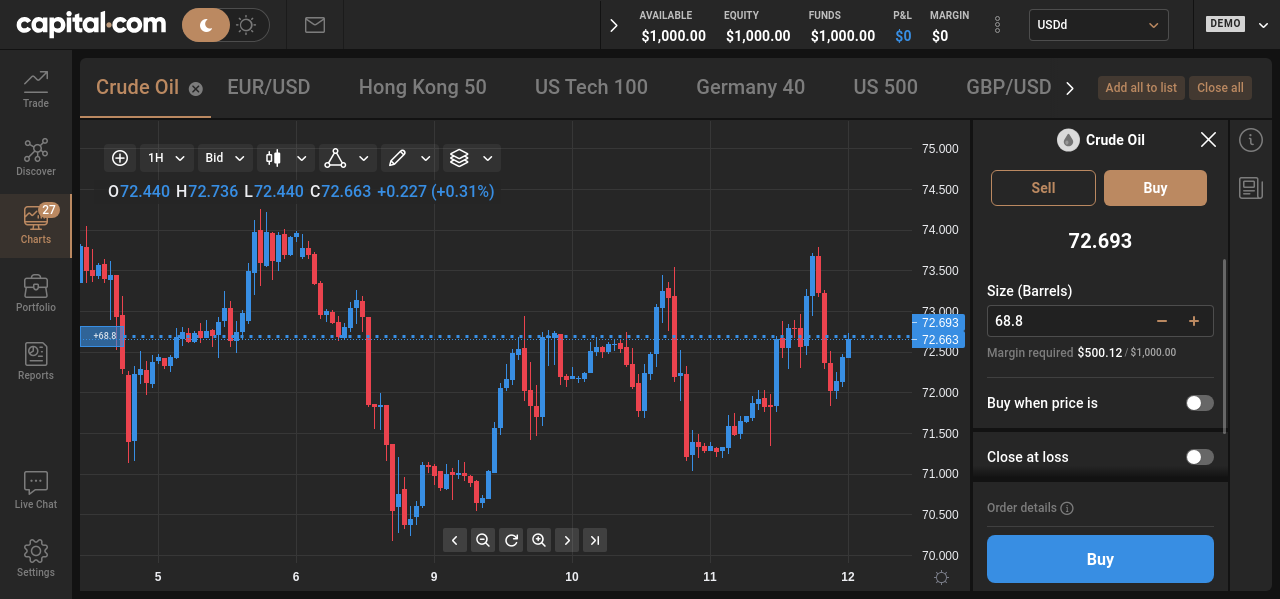 capital.com
AVAILABLE EQUITY FUNDS P&L MARGIN
$1,000.00 $1,000.00 $1,000.00 $0 $0
USDd
DEMO
Trade
Discover
27
Charts
Portfolio
Reports
Live Chat
Settings
Crude Oil EUR/USD Hong Kong 50 US Tech 100 Germany 40 US 500 GBP/USD
Add all to list Close all
1H Bid
O72.440 H72.736 L72.440 C72.663 +0.227 (+0.31%)
+68.8
75.000
74.500
74.000
73.500
73.000
72.693
72.663
72.500
72.000
71.500
71.000
70.500
70.000
5 6 9 10 11 12
Crude Oil
Sell Buy
72.693
Size (Barrels)
68.8
Margin required $500.12 / $1,000.00
Buy when price is
Close at loss
Order details
Buy